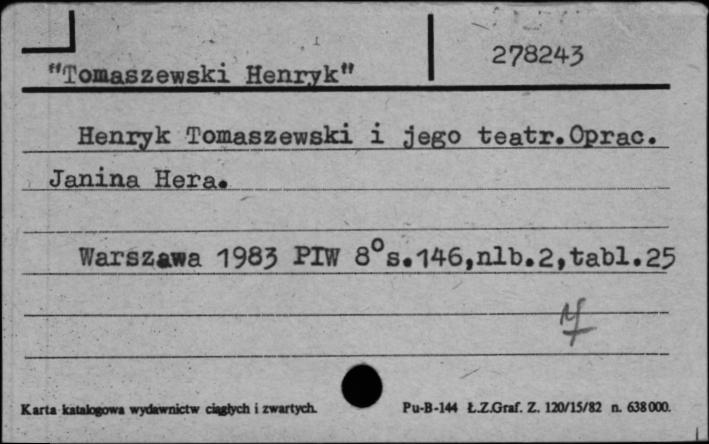 278243
"Tomaszewski Henryk"
Henryk Tomaszewski i jego teatr.Oprac.
Janina Hera.
Warszawa 1983 PIW 8°s.146,nlb.2,tabl.25
Karta katalogowa wydawnictw ciągłych i zwartych. Pu-B-144 Ł.Z.Graf. Z. 120/15/82 n. 638000.